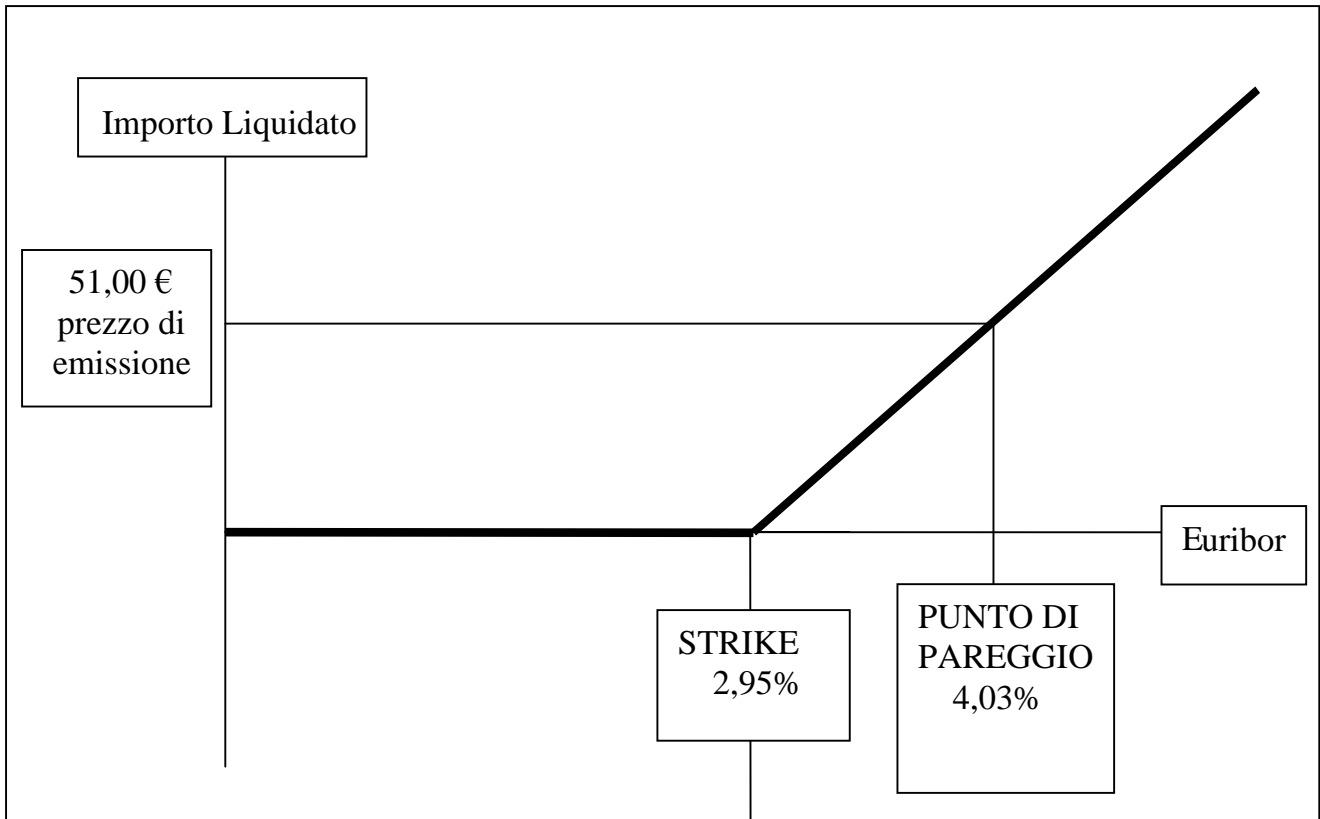 Importo Liquidato
51,00 €
prezzo di
emissione
Euribor
STRIKE
2,95%
PUNTO DI
PAREGGIO
4,03%